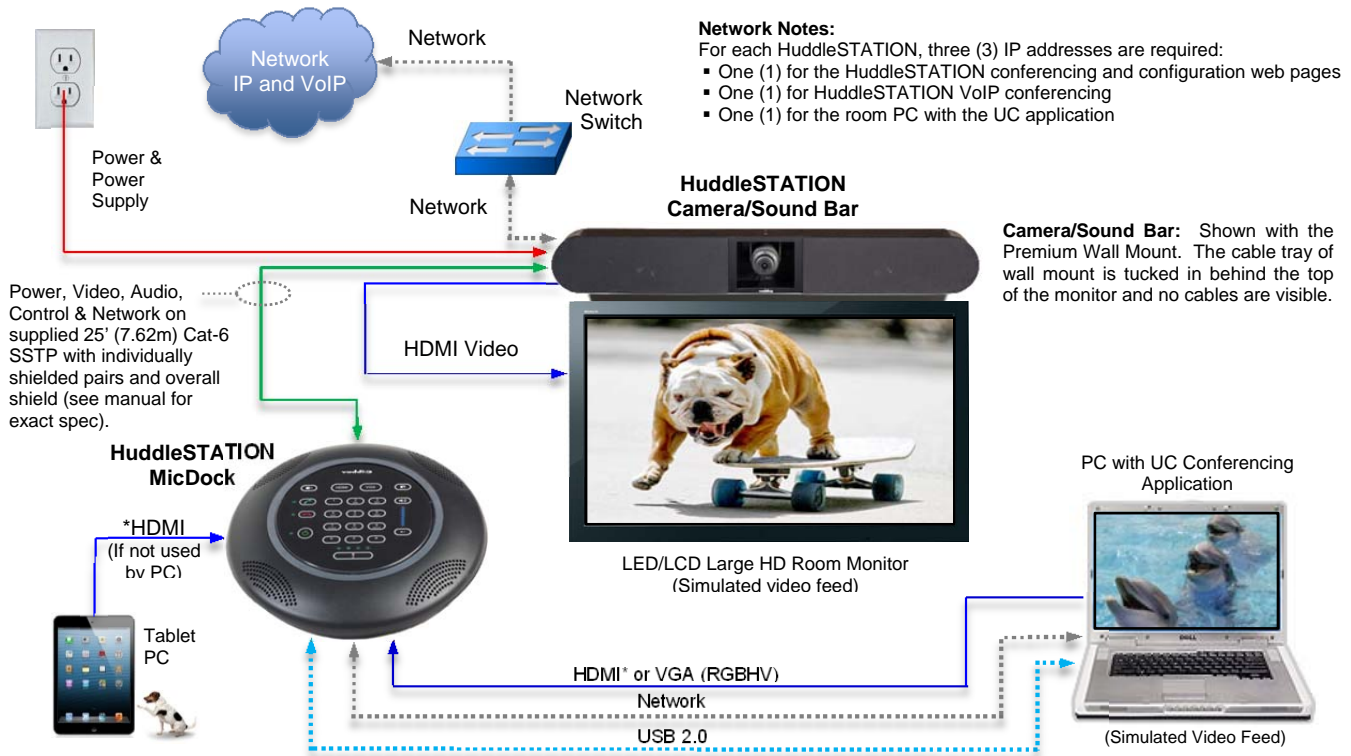 Network
IP and VoIP
Network
Network
Switch
Network Notes:
For each HuddleSTATION, three (3) IP addresses are required:
▪ One (1) for the HuddleSTATION conferencing and configuration web pages
▪ One (1) for HuddleSTATION VoIP conferencing
▪ One (1) for the room PC with the UC application
Power &
Power
Supply
Network
HuddleSTATION
Camera/Sound Bar
Camera/Sound Bar: Shown with the
Premium Wall Mount. The cable tray of
wall mount is tucked in behind the top
of the monitor and no cables are visible.
Power, Video, Audio,
Control & Network on
supplied 25' (7.62m) Cat-6
SSTP with individually
shielded pairs and overall
shield (see manual for
exact spec).
HDMI Video
HuddleSTATION
MicDock
vaddio
*HDMI
(If not used
by PC)
Tablet
PC
LED/LCD Large HD Room Monitor
(Simulated video feed)
PC with UC Conferencing
Application
DELL
HDMI* or VGA (RGBHV)
Network
USB 2.0
(Simulated Video Feed)